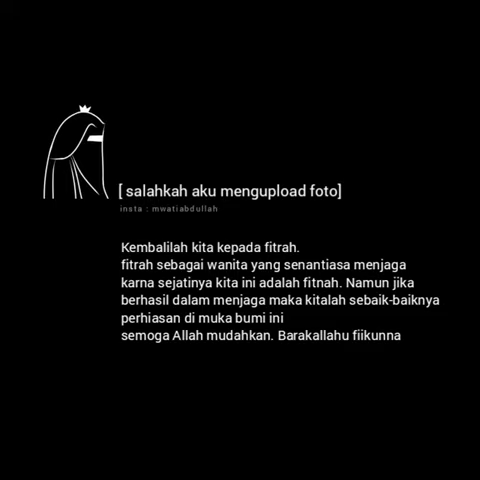 [ salahkah aku mengupload foto]
insta : mwatiabdullah
Kembalilah kita kepada fitrah.
fitrah sebagai wanita yang senantiasa menjaga
karna sejatinya kita ini adalah fitnah. Namun jika
berhasil dalam menjaga maka kitalah sebaik-baiknya
perhiasan di muka bumi ini
semoga Allah mudahkan. Barakallahu fiikunna